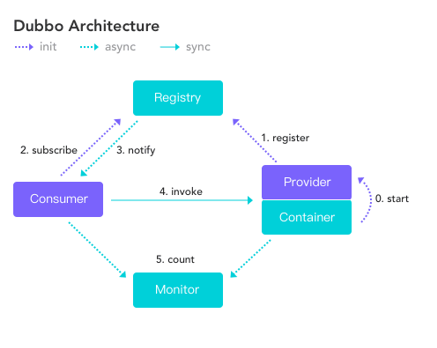 Dubbo Architecture
init async sync
Registry
1. register
2. subscribe 3. notify
Provider
4. invoke
0. start
Consumer
Container
5. count
Monitor